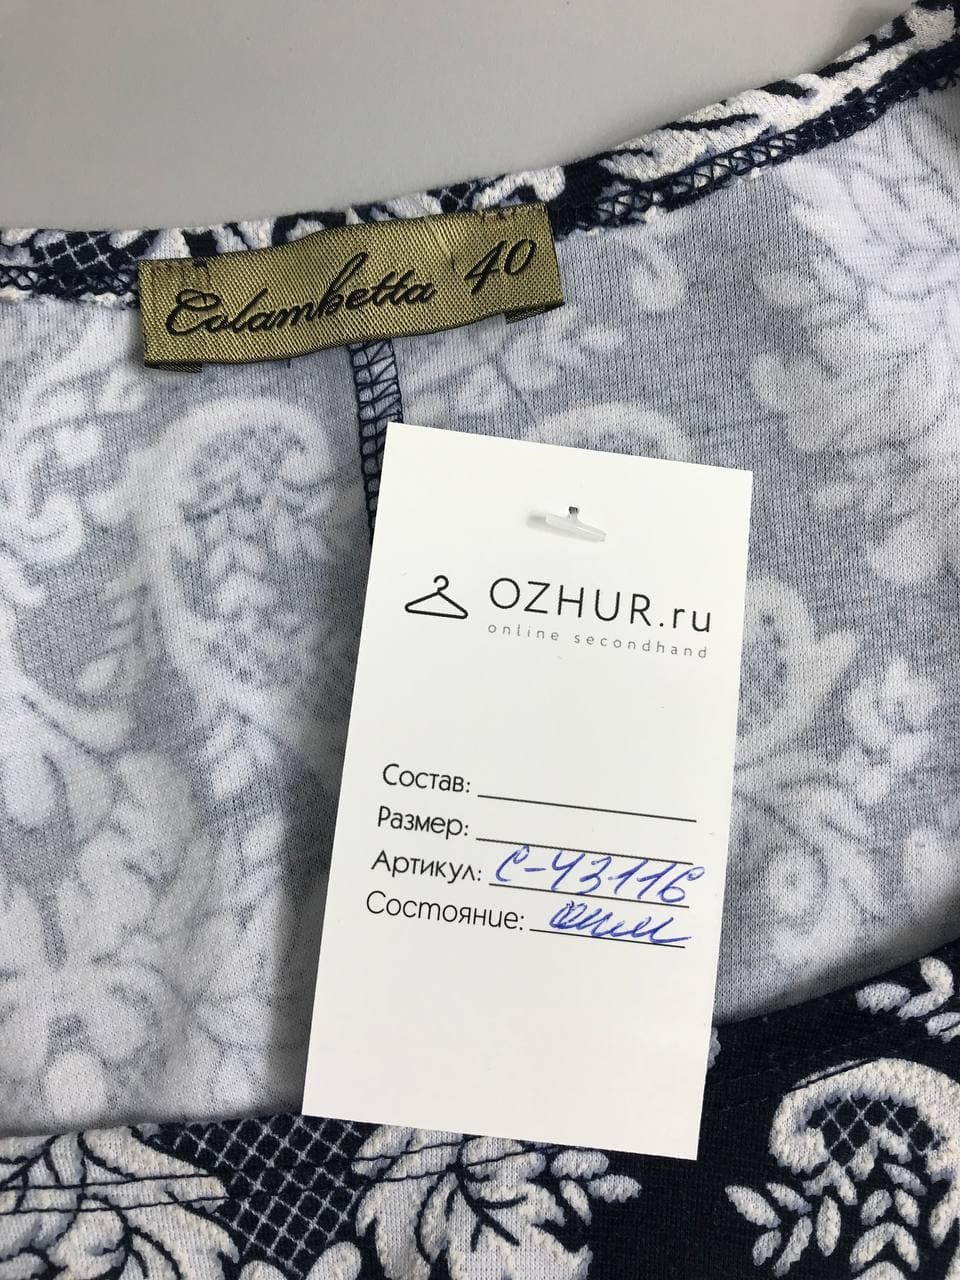 Colambetta 40
OZHUR.ru
online secondhand
Состав:
Размер:
Артикул: С-43116
Состояние: